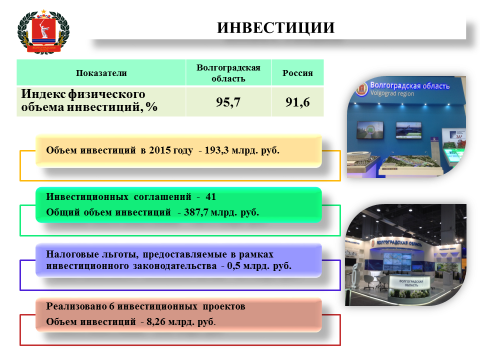 ИНВЕСТИЦИИ
Показатели
Волгоградская
область
Россия
Индекс физического
объема инвестиций, %
95,7
91,6
Волгоградская область
Volgograd region
Объем инвестиций в 2015 году - 193,3 млрд. руб.
Инвестиционных соглашений - 41
Общий объем инвестиций - 387,7 млрд. руб.
Налоговые льготы, предоставляемые в рамках
инвестиционного законодательства - 0,5 млрд. руб.
ВОЛГОГРАДСКАЯ ОБЛАСТЬ
ВОЛГОГРАДСКАЯ
ОБЛАСТЬ
Реализовано 6 инвестиционных проектов
Объем инвестиций - 8,26 млрд. руб.